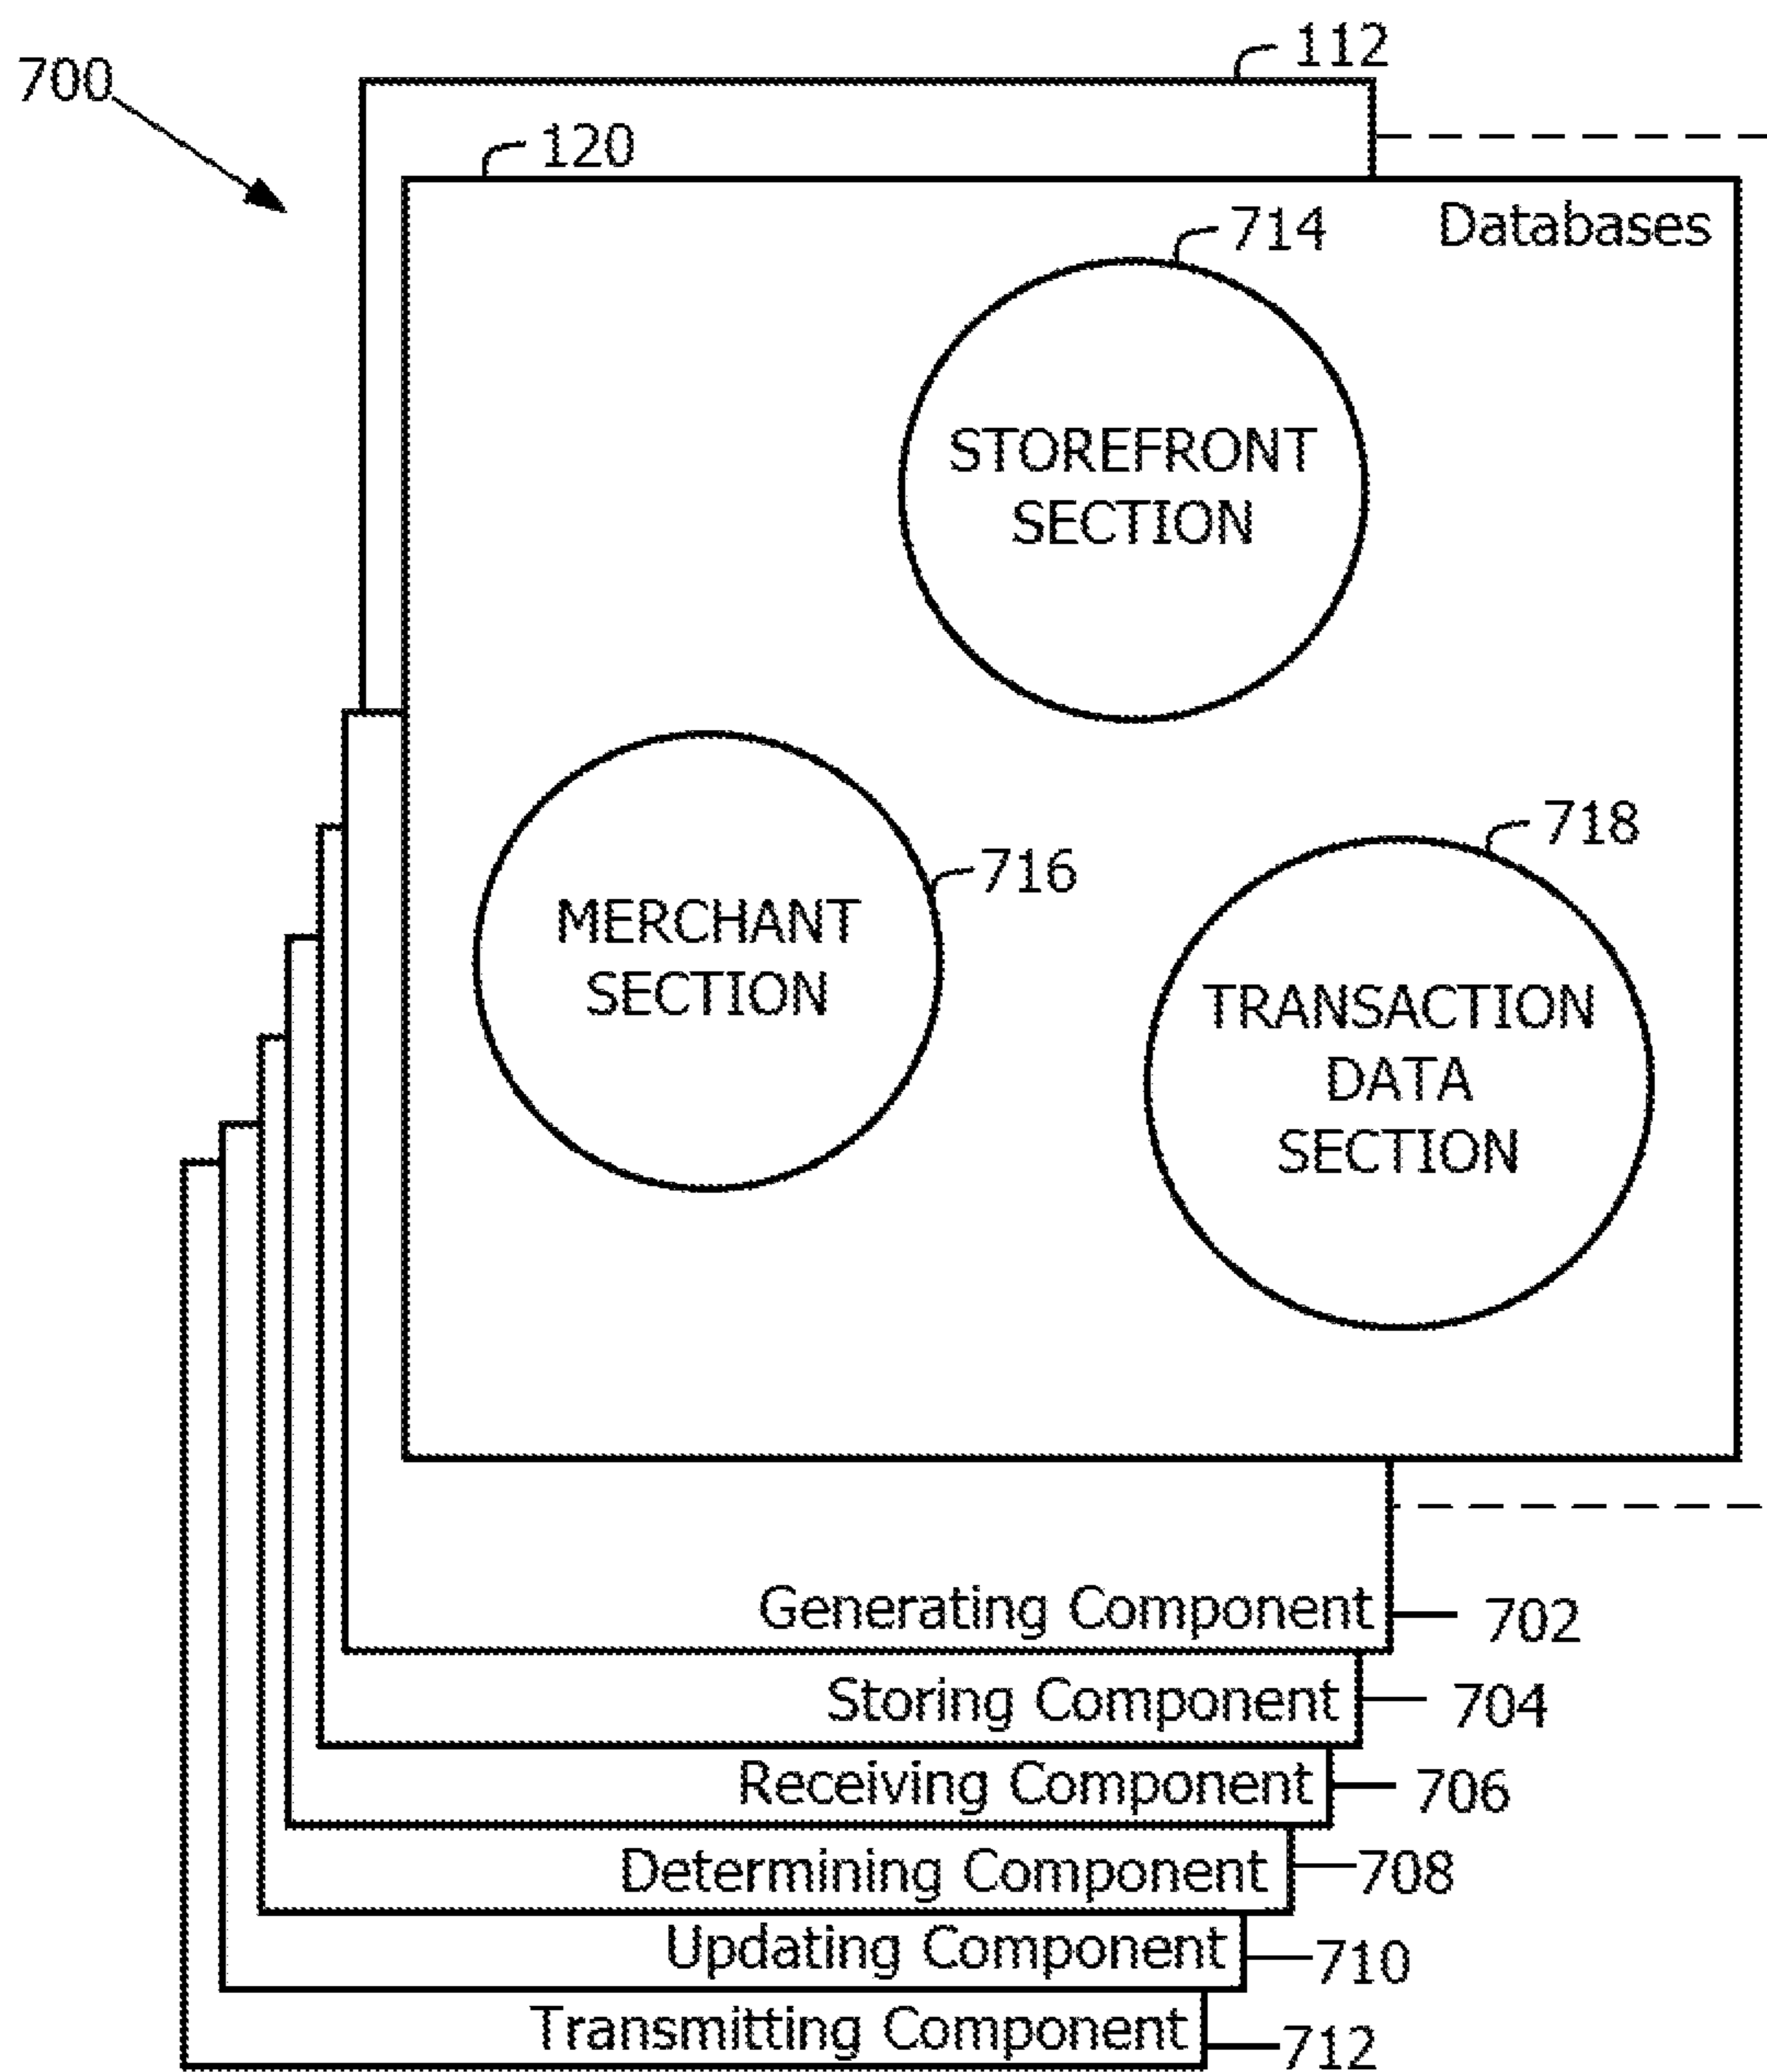 700
112
120
Databases
714
STOREFRONT
SECTION
716
MERCHANT
SECTION
718
TRANSACTION
DATA
SECTION
Generating Component
702
Storing Component
704
Receiving Component
706
Determining Component
708
Updating Component
710
Transmitting Component
712